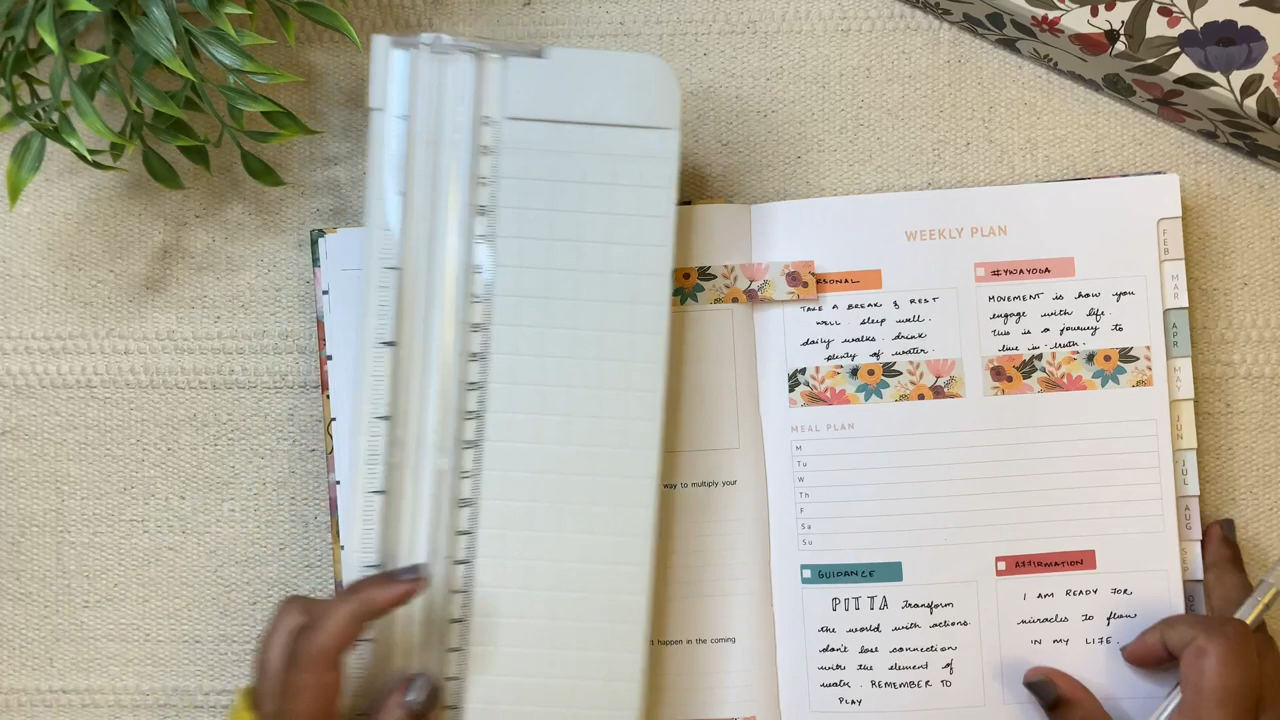 WEEKLY PLAN
RSONAL
TAKE A BREAK & REST
WELL. sleep well.
daily walks. drink
plenty of water.
#YWAYOGA
MOVEMENT is how you
engage with life.
this is a journey to
live in truth.
MEAL PLAN
M
Tu
W
Th
F
Sa
Su
GUIDANCE
PITTA Transform
the world with actions.
don't lose connection
with the element of
water. REMEMBER TO
PLAY
AFFIRMATION
I AM READY FOR
miracles to flow
IN MY LIFE.
way to multiply your
t happen in the coming
FEB
MAR
APR
MAY
JUN
JUL
AUG
SEP